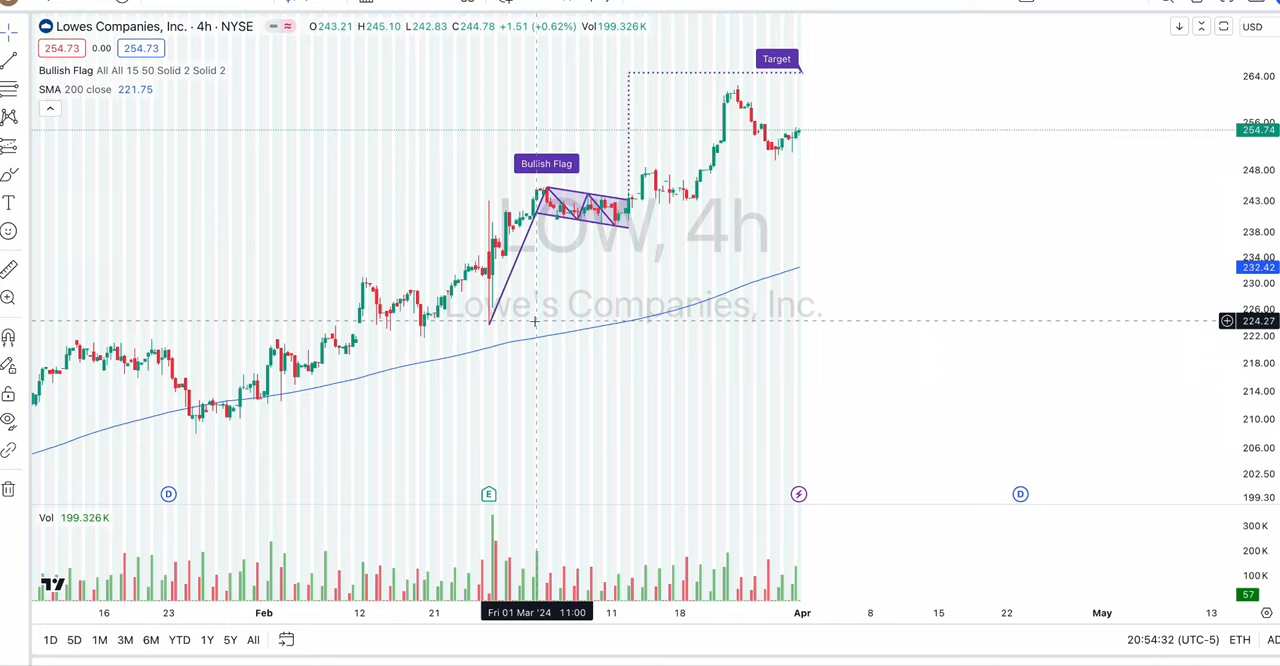 Lowes Companies, Inc. · 4h · NYSE O243.21 H245.10 L242.83 C244.78 +1.51 (+0.62%) Vol199.326K USD
254.73 0.00 254.73
Bullish Flag All All 15 50 Solid 2 Solid 2
Target
264.00
SMA 200 close 221.75
256.00
254.74
Bullish Flag
248.00
243.00
LOW, 4h
238.00
234.00
232.42
230.00
Lowe's Companies, Inc.
226.00
224.27
222.00
218.00
214.00
210.00
206.00
202.50
D E D
199.30
Vol 199.326K
300K
200K
100K
57
16 23 Feb 12 21 Fri 01 Mar '24 11:00 11 18 Apr 8 15 22 May 13
1D 5D 1M 3M 6M YTD 1Y 5Y All 20:54:32 (UTC-5) ETH